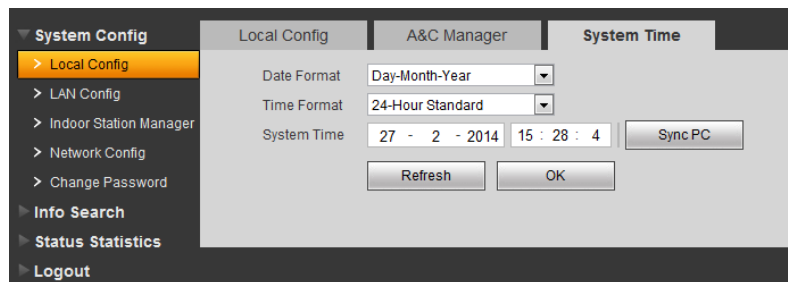 System Config
> Local Config
> LAN Config
> Indoor Station Manager
> Network Config
> Change Password
Info Search
Status Statistics
Logout
Local Config A&C Manager System Time
Date Format Day-Month-Year
Time Format 24-Hour Standard
System Time 27 - 2 - 2014 15 : 28 : 4 Sync PC
Refresh OK